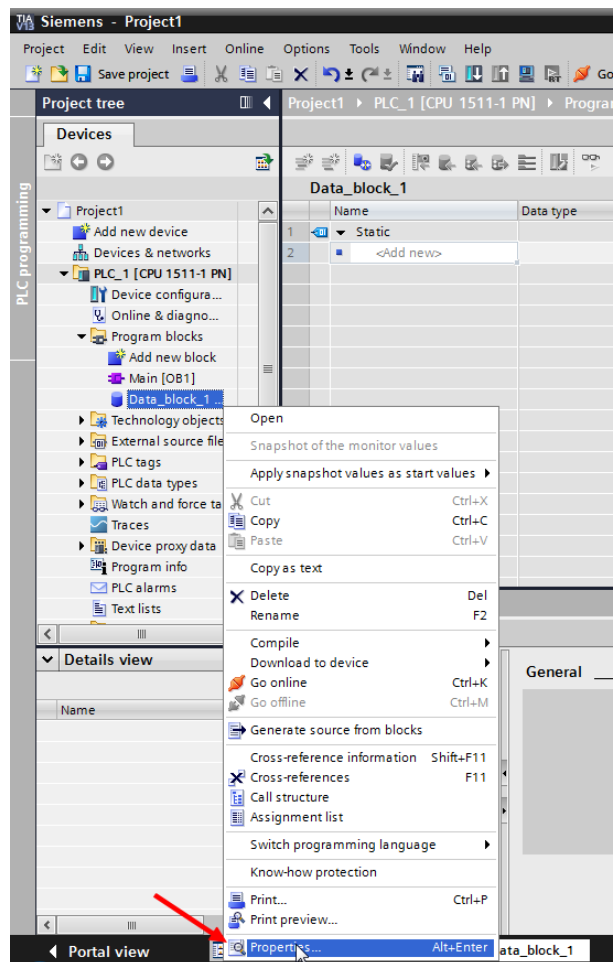 TIA V13 Siemens - Project1
Project Edit View Insert Online Options Tools Window Help
Save project Go
Project tree
Project1 PLC_1 [CPU 1511-1 PN] Program
Devices
PLC programming
Data_block_1
Name Data type
1 Static
2 <Add new>
Project1
Add new device
Devices & networks
PLC_1 [CPU 1511-1 PN]
Device configura...
Online & diagno...
Program blocks
Add new block
Main [OB1]
Data_block_1 ...
Technology objects
External source file
PLC tags
PLC data types
Watch and force ta
Traces
Device proxy data
Program info
PLC alarms
Text lists
Open
Snapshot of the monitor values
Apply snapshot values as start values
Cut Ctrl+X
Copy Ctrl+C
Paste Ctrl+V
Copy as text
Delete Del
Rename F2
Compile
Download to device
Go online Ctrl+K
Go offline Ctrl+M
Generate source from blocks
Cross-reference information Shift+F11
Cross-references F11
Call structure
Assignment list
Switch programming language
Know-how protection
Print... Ctrl+P
Print preview...
Properties... Alt+Enter
Details view
Name
General
Portal view
ata_block_1